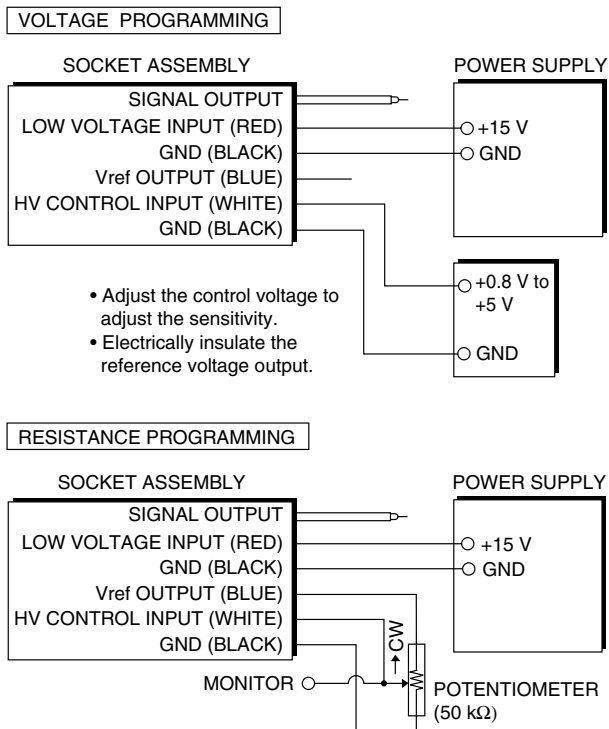 VOLTAGE PROGRAMMING
SOCKET ASSEMBLY
POWER SUPPLY
SIGNAL OUTPUT
LOW VOLTAGE INPUT (RED)
GND (BLACK)
Vref OUTPUT (BLUE)
HV CONTROL INPUT (WHITE)
GND (BLACK)
+15 V
GND
+0.8 V to
+5 V
GND
• Adjust the control voltage to
adjust the sensitivity.
• Electrically insulate the
reference voltage output.
RESISTANCE PROGRAMMING
SOCKET ASSEMBLY
POWER SUPPLY
SIGNAL OUTPUT
LOW VOLTAGE INPUT (RED)
GND (BLACK)
Vref OUTPUT (BLUE)
HV CONTROL INPUT (WHITE)
GND (BLACK)
+15 V
GND
CW
MONITOR
POTENTIOMETER
(50 kΩ)